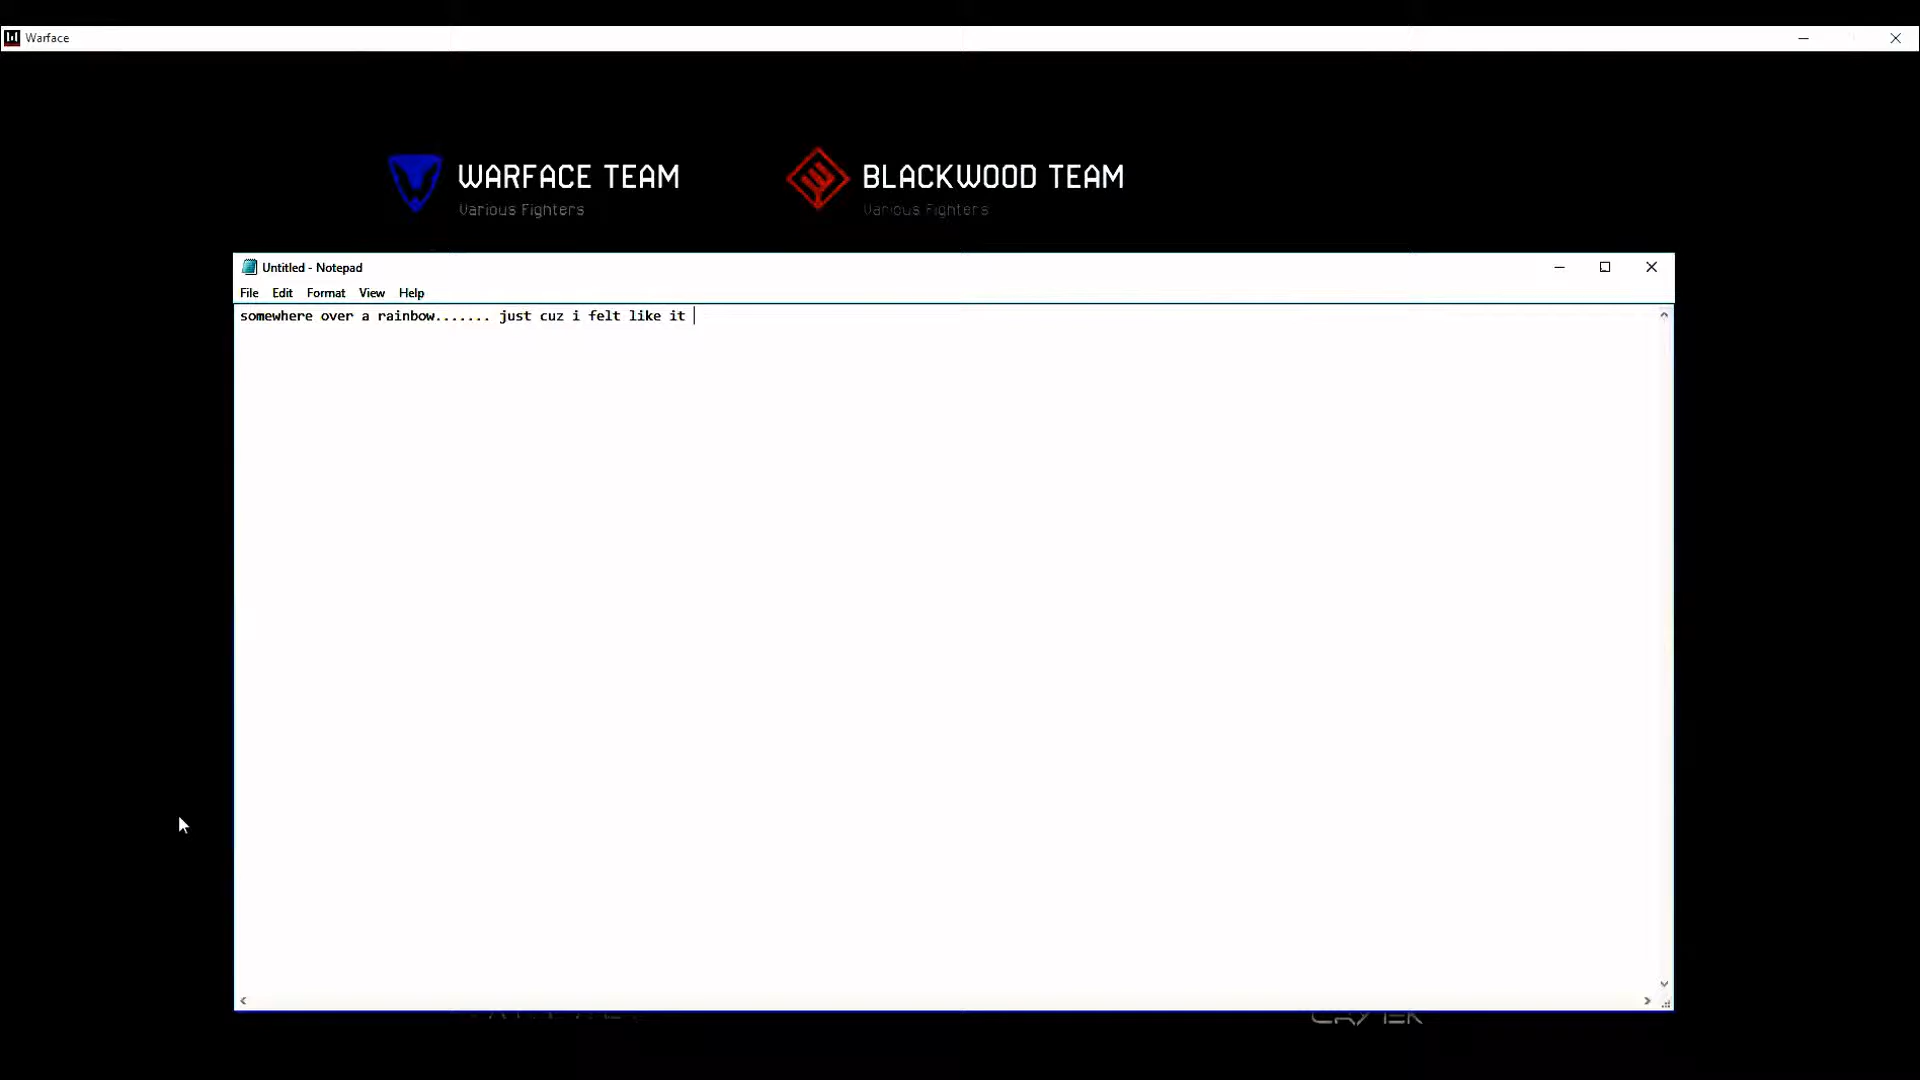 Warface
WARFACE TEAM
Various Fighters
BLACKWOOD TEAM
Various Fighters
Untitled - Notepad
File Edit Format View Help
somewhere over a rainbow....... just cuz i felt like it